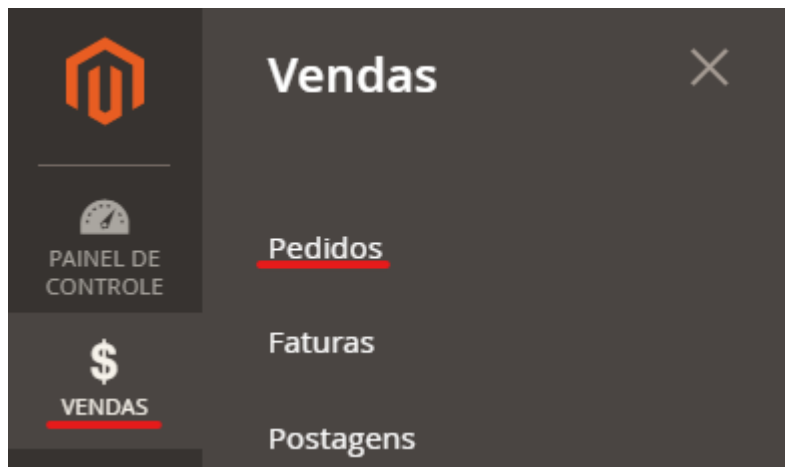 Vendas
PAINEL DE
CONTROLE
$
VENDAS
Pedidos
Faturas
Postagens